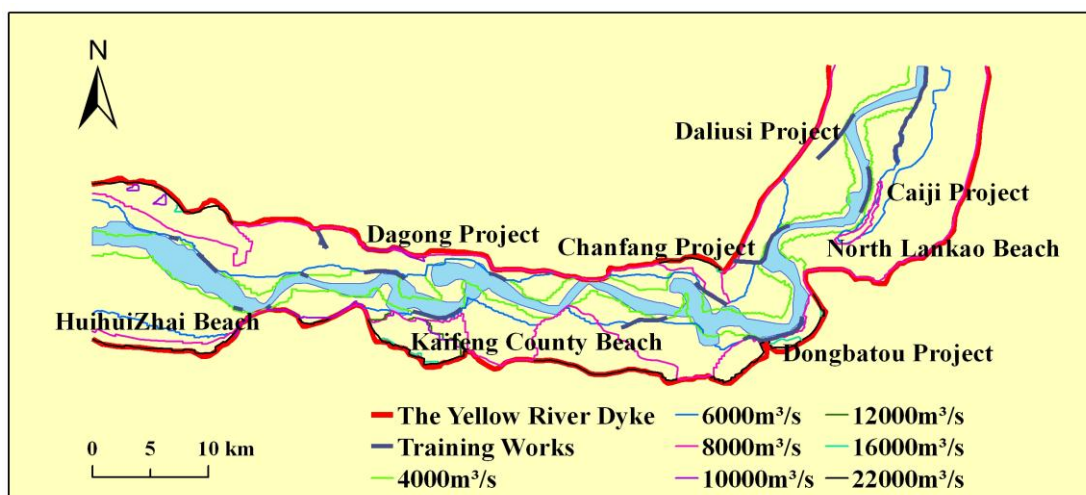 N
Daliusi Project
Caiji Project
Dagong Project
Chanfang Project
North Lankao Beach
HuihuiZhai Beach
Kaifeng County Beach
Dongbatou Project
The Yellow River Dyke
Training Works
4000m³/s
6000m³/s
8000m³/s
10000m³/s
12000m³/s
16000m³/s
22000m³/s
0 5 10 km